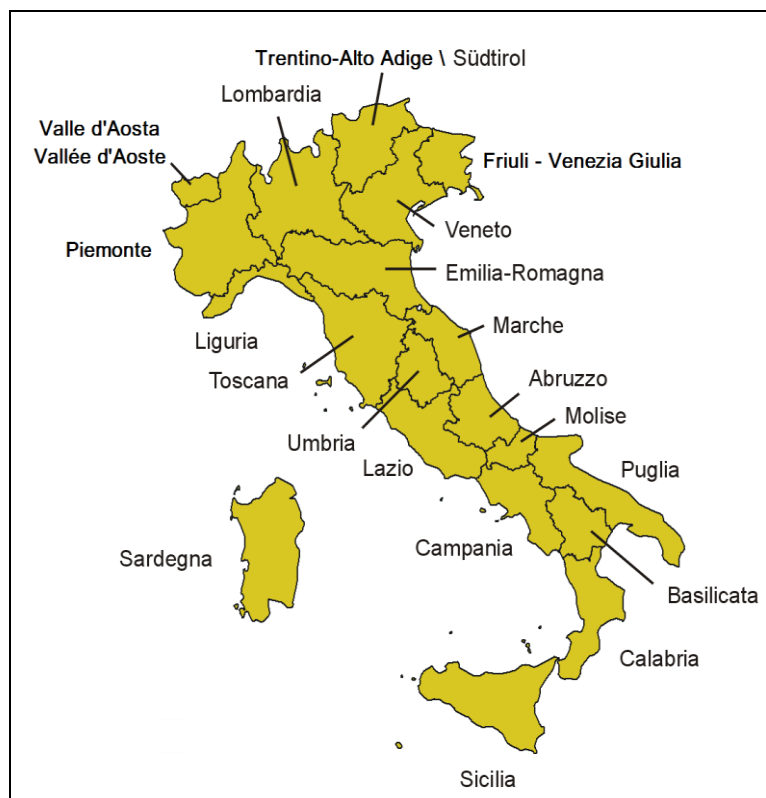 Trentino-Alto Adige \ Südtirol
Lombardia
Valle d'Aosta
Vallée d'Aoste
Friuli - Venezia Giulia
Veneto
Piemonte
Emilia-Romagna
Marche
Liguria
Toscana
Abruzzo
Molise
Umbria
Lazio
Puglia
Campania
Sardegna
Basilicata
Calabria
Sicilia